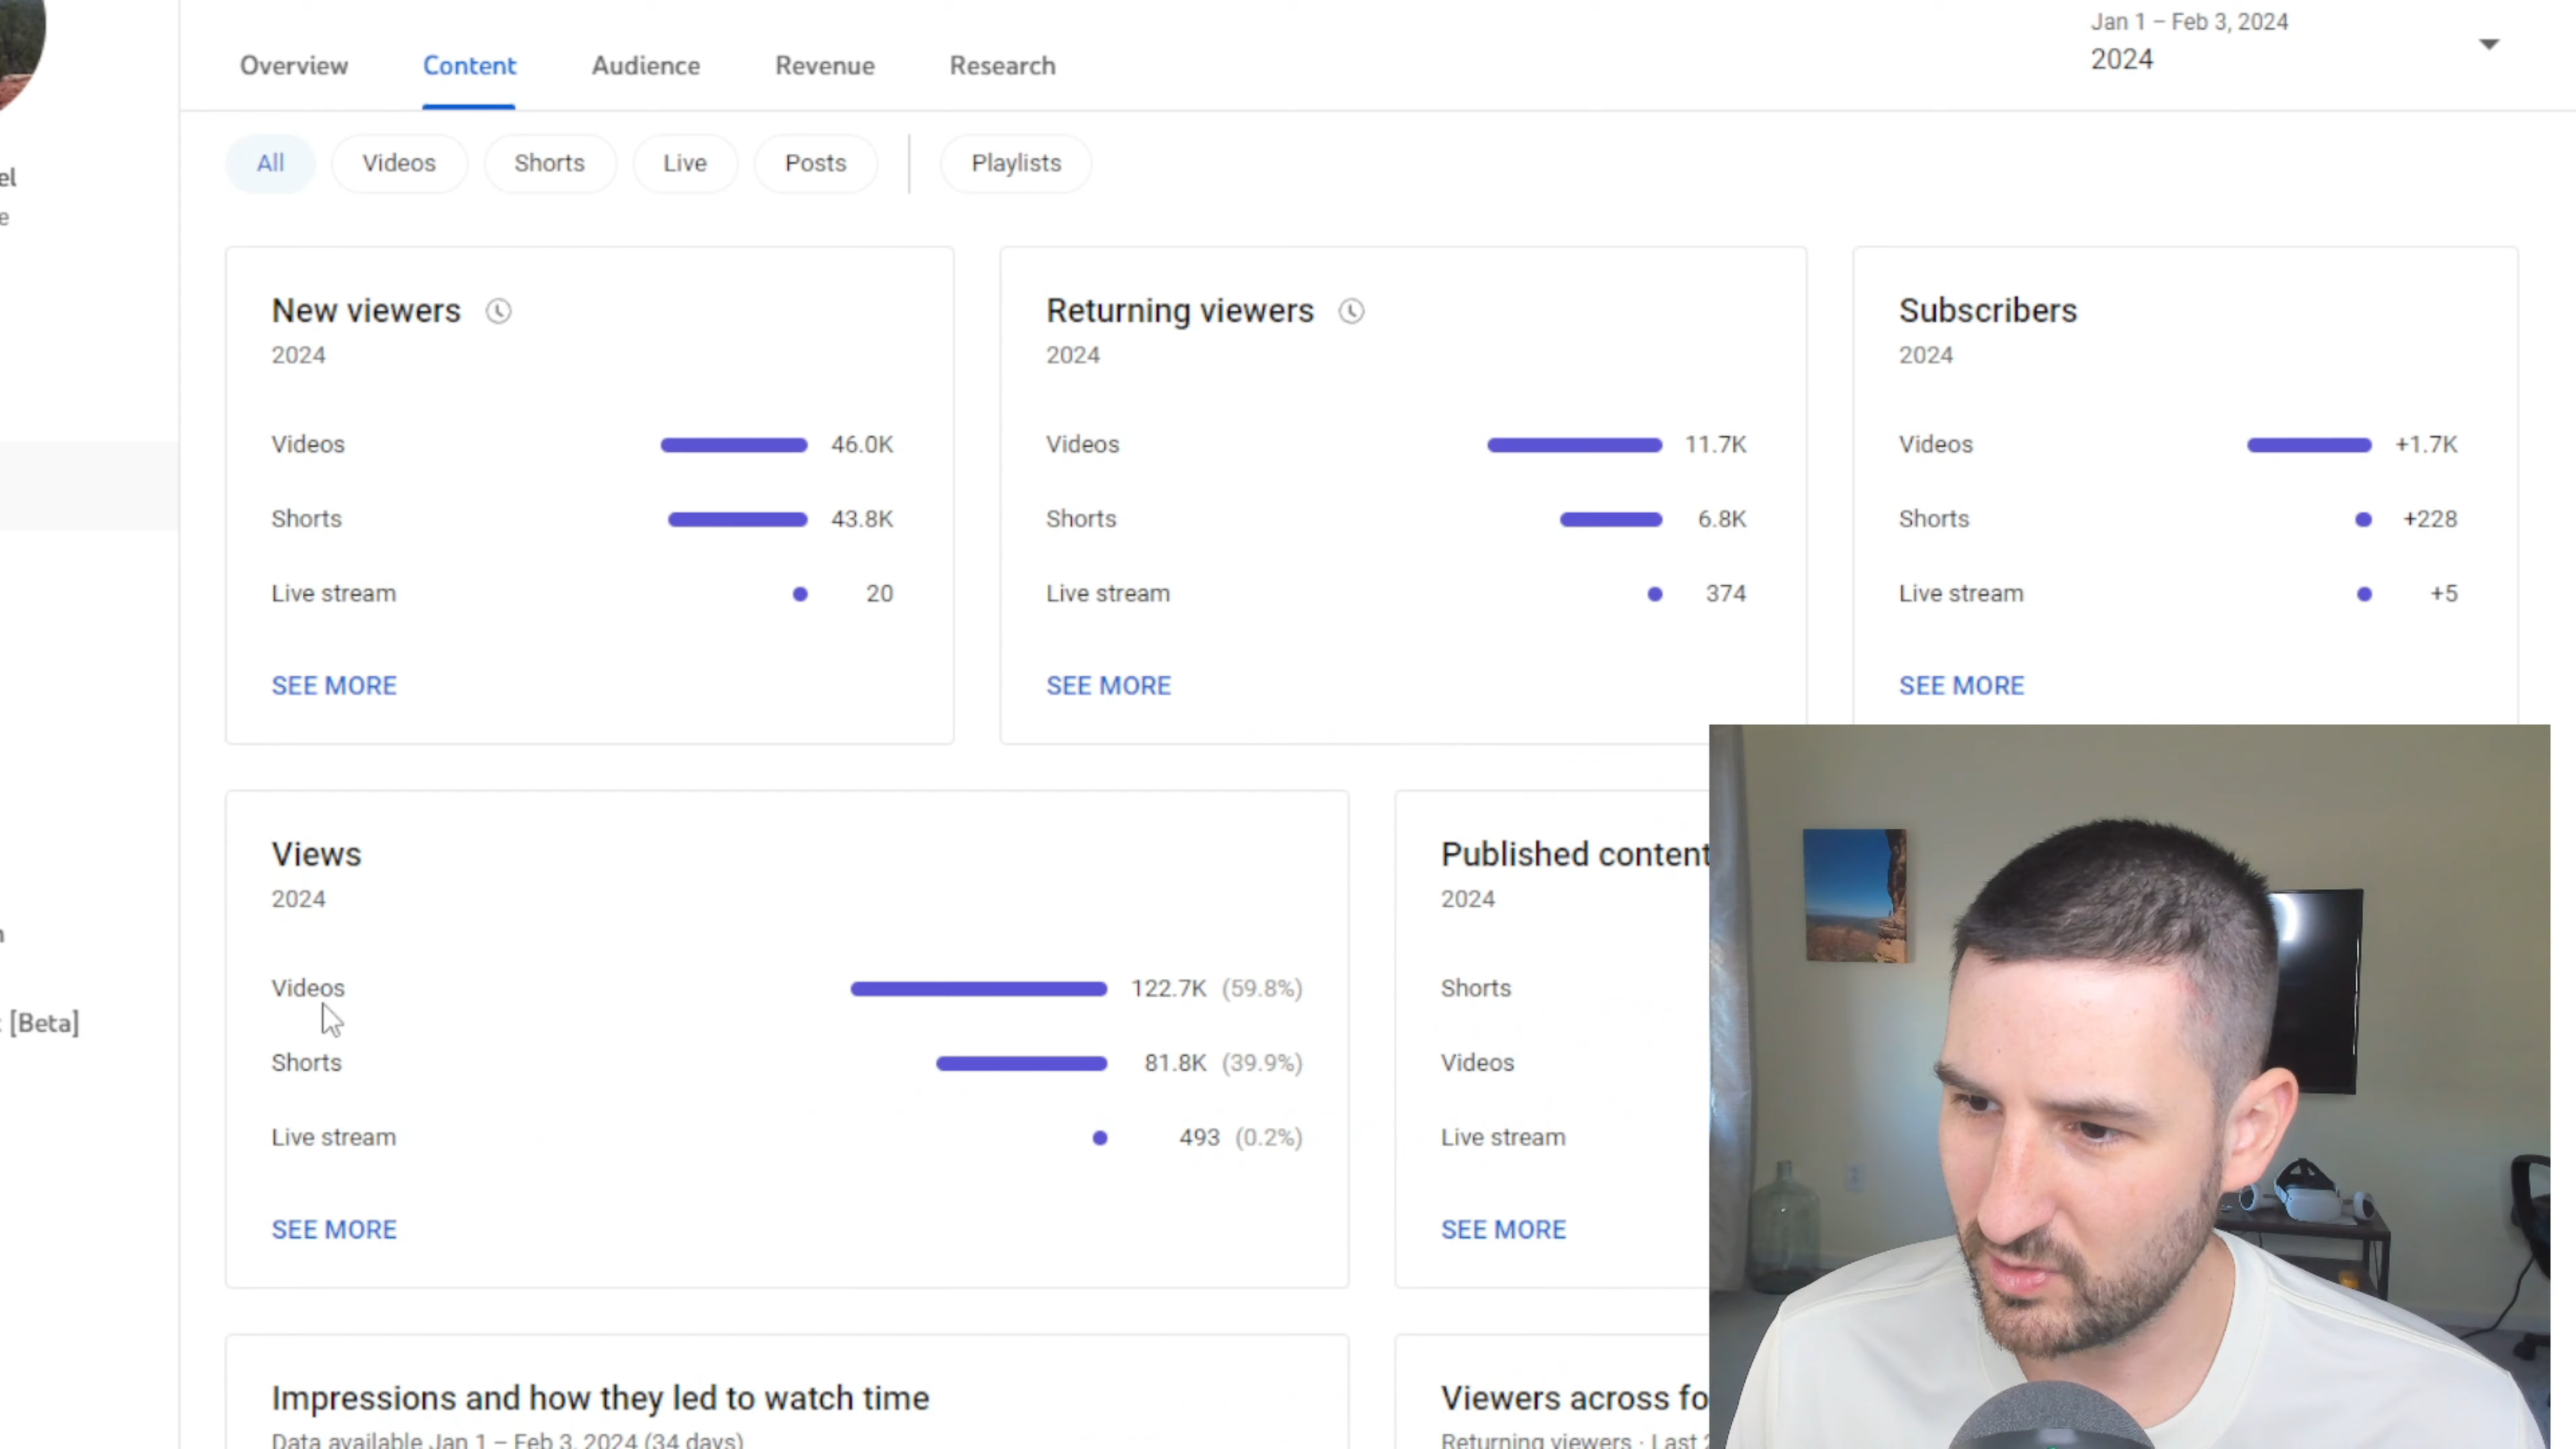 Jan 1 – Feb 3, 2024
2024
Overview Content Audience Revenue Research
All Videos Shorts Live Posts Playlists
New viewers
2024
Videos 46.0K
Shorts 43.8K
Live stream 20
SEE MORE
Returning viewers
2024
Videos 11.7K
Shorts 6.8K
Live stream 374
SEE MORE
Subscribers
2024
Videos +1.7K
Shorts +228
Live stream +5
SEE MORE
Views
2024
Videos 122.7K (59.8%)
Shorts 81.8K (39.9%)
Live stream 493 (0.2%)
SEE MORE
Published content
2024
Shorts
Videos
Live stream
SEE MORE
[Beta]
Impressions and how they led to watch time
Data available Jan 1 – Feb 3, 2024 (34 days)
Viewers across fo
Returning viewers · Last